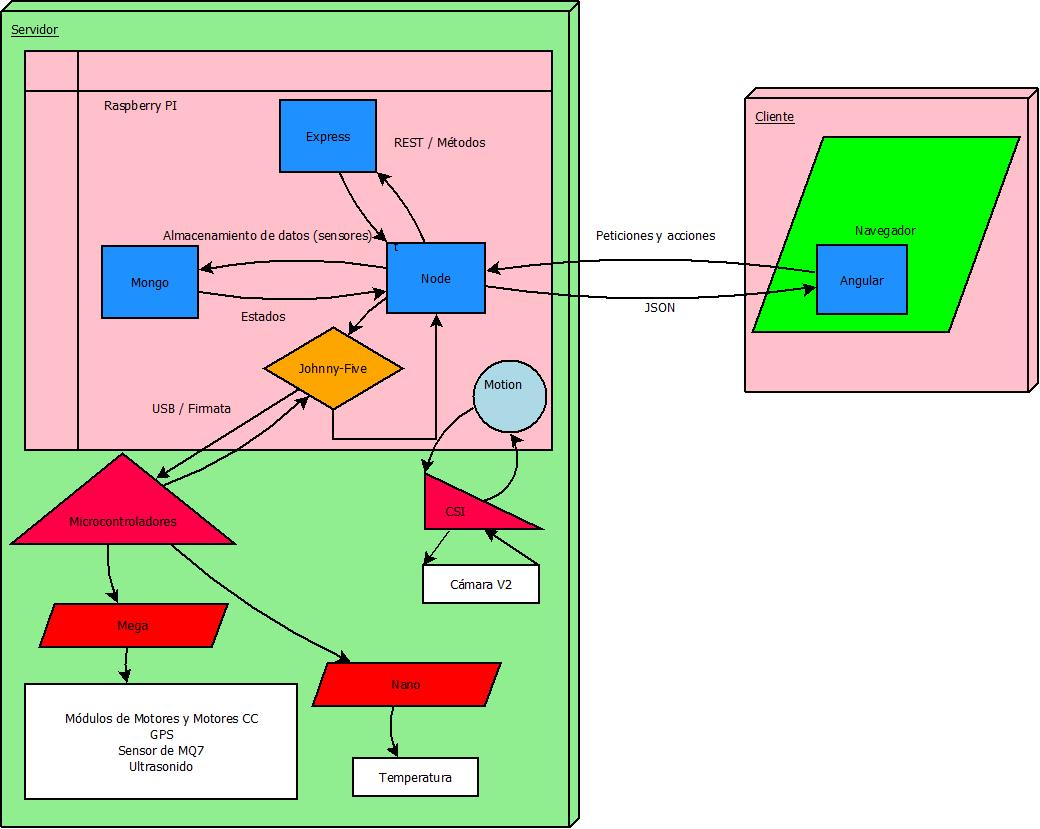 Servidor
Raspberry PI
Express
REST / Métodos
Almacenamiento de datos (sensores)
t
Mongo
Node
Estados
Johnny-Five
Motion
USB / Firmata
Microcontroladores
CSI
Cámara V2
Mega
Nano
Módulos de Motores y Motores CC
GPS
Sensor de MQ7
Ultrasonido
Temperatura
Peticiones y acciones
JSON
Cliente
Navegador
Angular